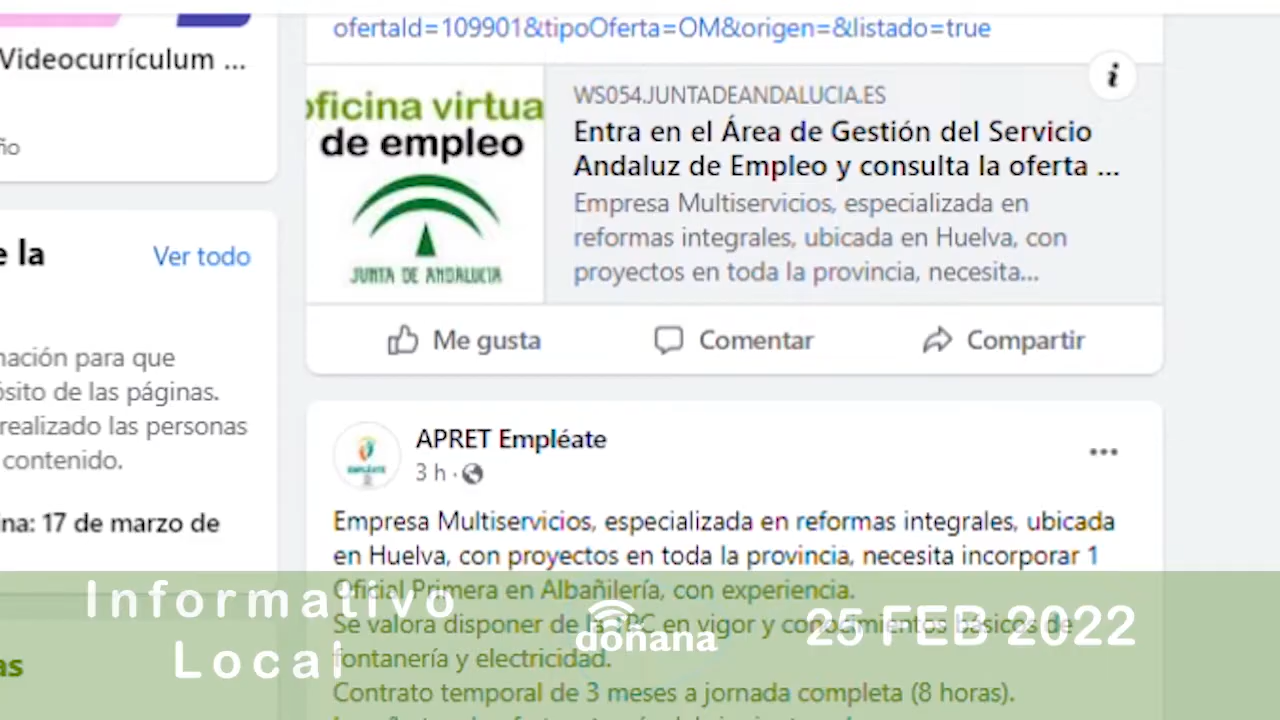 ofertaId=109901&tipoOferta=OM&origen=&listado=true
Videocurrículum ...
oficina virtual
de empleo
JUNTA DE ANDALUCIA
WS054.JUNTADEANDALUCIA.ES
Entra en el Área de Gestión del Servicio
Andaluz de Empleo y consulta la oferta ...
Empresa Multiservicios, especializada en
reformas integrales, ubicada en Huelva, con
proyectos en toda la provincia, necesita...
Me gusta
Comentar
Compartir
e la
Ver todo
mación para que
ósito de las páginas.
realizado las personas
contenido.
ina: 17 de marzo de
as
APRET Empléate
3 h ·
Empresa Multiservicios, especializada en reformas integrales, ubicada
en Huelva, con proyectos en toda la provincia, necesita incorporar 1
Oficial Primera en Albañilería, con experiencia.
Se valora disponer de la TPC en vigor y conocimientos básicos de
fontanería y electricidad.
Contrato temporal de 3 meses a jornada completa (8 horas).
Informativo
Local
doñana
25 FEB 2022